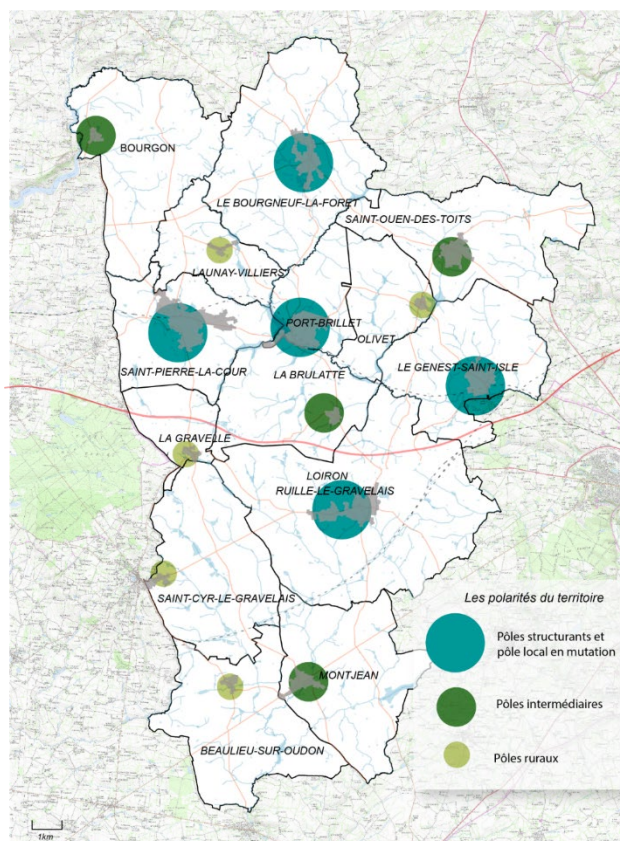 BOURGON
LE BOURGNEUF-LA-FORET
SAINT-OUEN-DES-TOITS
LAUNAY-VILLIERS
PORT-BRILLET
OLIVET
SAINT-PIERRE-LA-COUR
LE GENEST-SAINT-ISLE
LA BRULATTE
LA GRAVELLE
LOIRON
RUILLE-LE-GRAVELAIS
SAINT-CYR-LE-GRAVELAIS
MONTJEAN
BEAULIEU-SUR-OUDON
Les polarités du territoire
Pôles structurants et
pôle local en mutation
Pôles intermédiaires
Pôles ruraux
1km